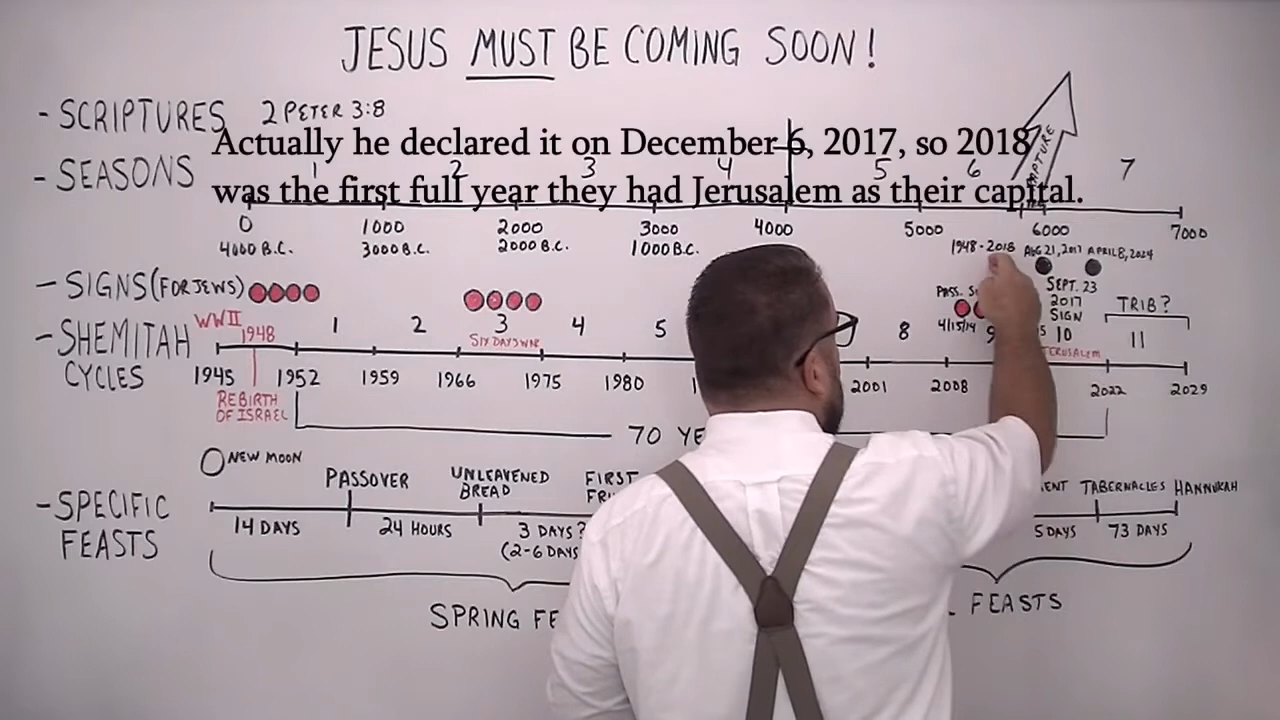 JESUS MUST BE COMING SOON!
- SCRIPTURES 2 PETER 3:8
Actually he declared it on December 6, 2017, so 2018
- SEASONS 1 2 3 4 5 6 7
was the first full year they had Jerusalem as their capital.
RAPTURE
0 1000 2000 3000 4000 5000 6000 7000
4000 B.C. 3000 B.C. 2000 B.C. 1000 B.C. 1948-2018 AUG 21, 2017 APRIL 8, 2024
- SIGNS (FOR JEWS) PASS. SEPT. 23
2017
SIGN
TRIB?
4/15/14
WWII 1948 1 2 3 4 5 8 9 10 11
- SHEMITAH SIX DAY WAR JERUSALEM
CYCLES 1945 1952 1959 1966 1975 1980 2001 2008 2022 2029
REBIRTH
OF ISRAEL
70
NEW MOON PASSOVER UNLEAVENED
BREAD
FIRST
TABERNACLES HANNUKAH
- SPECIFIC
FEASTS
14 DAYS 24 HOURS 3 DAYS? 5 DAYS 73 DAYS
(2-6 DAYS
SPRING FEASTS